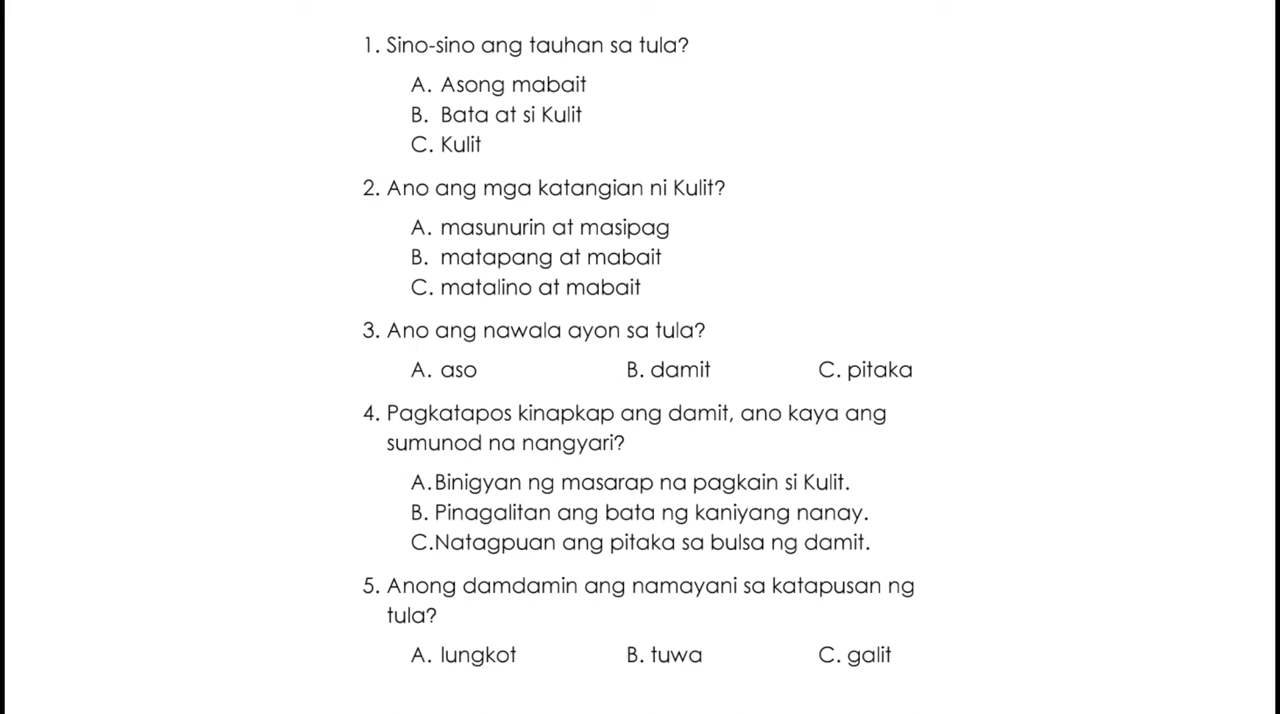 1. Sino-sino ang tauhan sa tula?
A. Asong mabait
B. Bata at si Kulit
C. Kulit
2. Ano ang mga katangian ni Kulit?
A. masunurin at masipag
B. matapang at mabait
C. matalino at mabait
3. Ano ang nawala ayon sa tula?
A. aso B. damit C. pitaka
4. Pagkatapos kinapkap ang damit, ano kaya ang
sumunod na nangyari?
A.Binigyan ng masarap na pagkain si Kulit.
B. Pinagalitan ang bata ng kaniyang nanay.
C.Natagpuan ang pitaka sa bulsa ng damit.
5. Anong damdamin ang namayani sa katapusan ng
tula?
A. lungkot B. tuwa C. galit